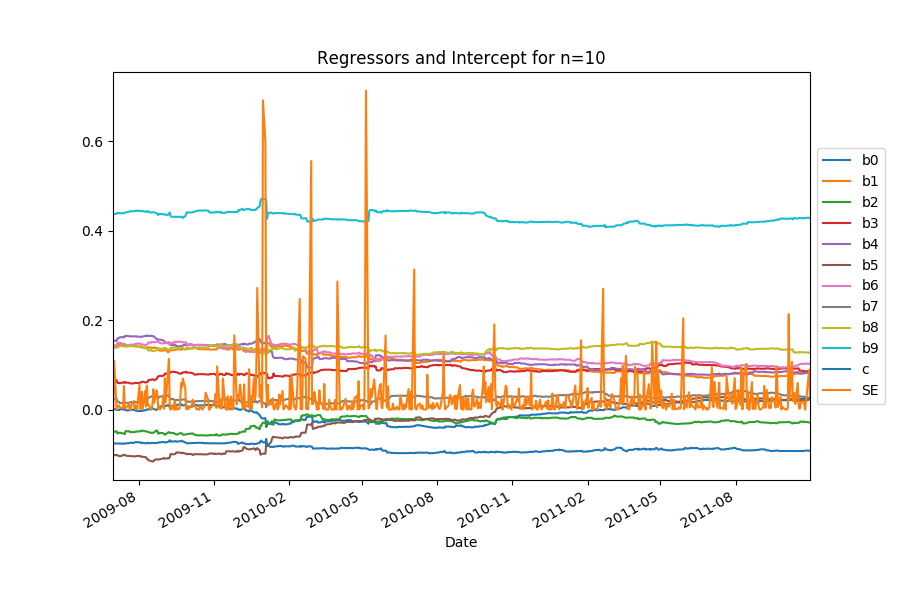 Regressors and Intercept for n=10
0.6
0.4
0.2
0.0
2009-08
2009-11
2010-02
2010-05
2010-08
2010-11
2011-02
2011-05
2011-08
Date
b0
b1
b2
b3
b4
b5
b6
b7
b8
b9
c
SE